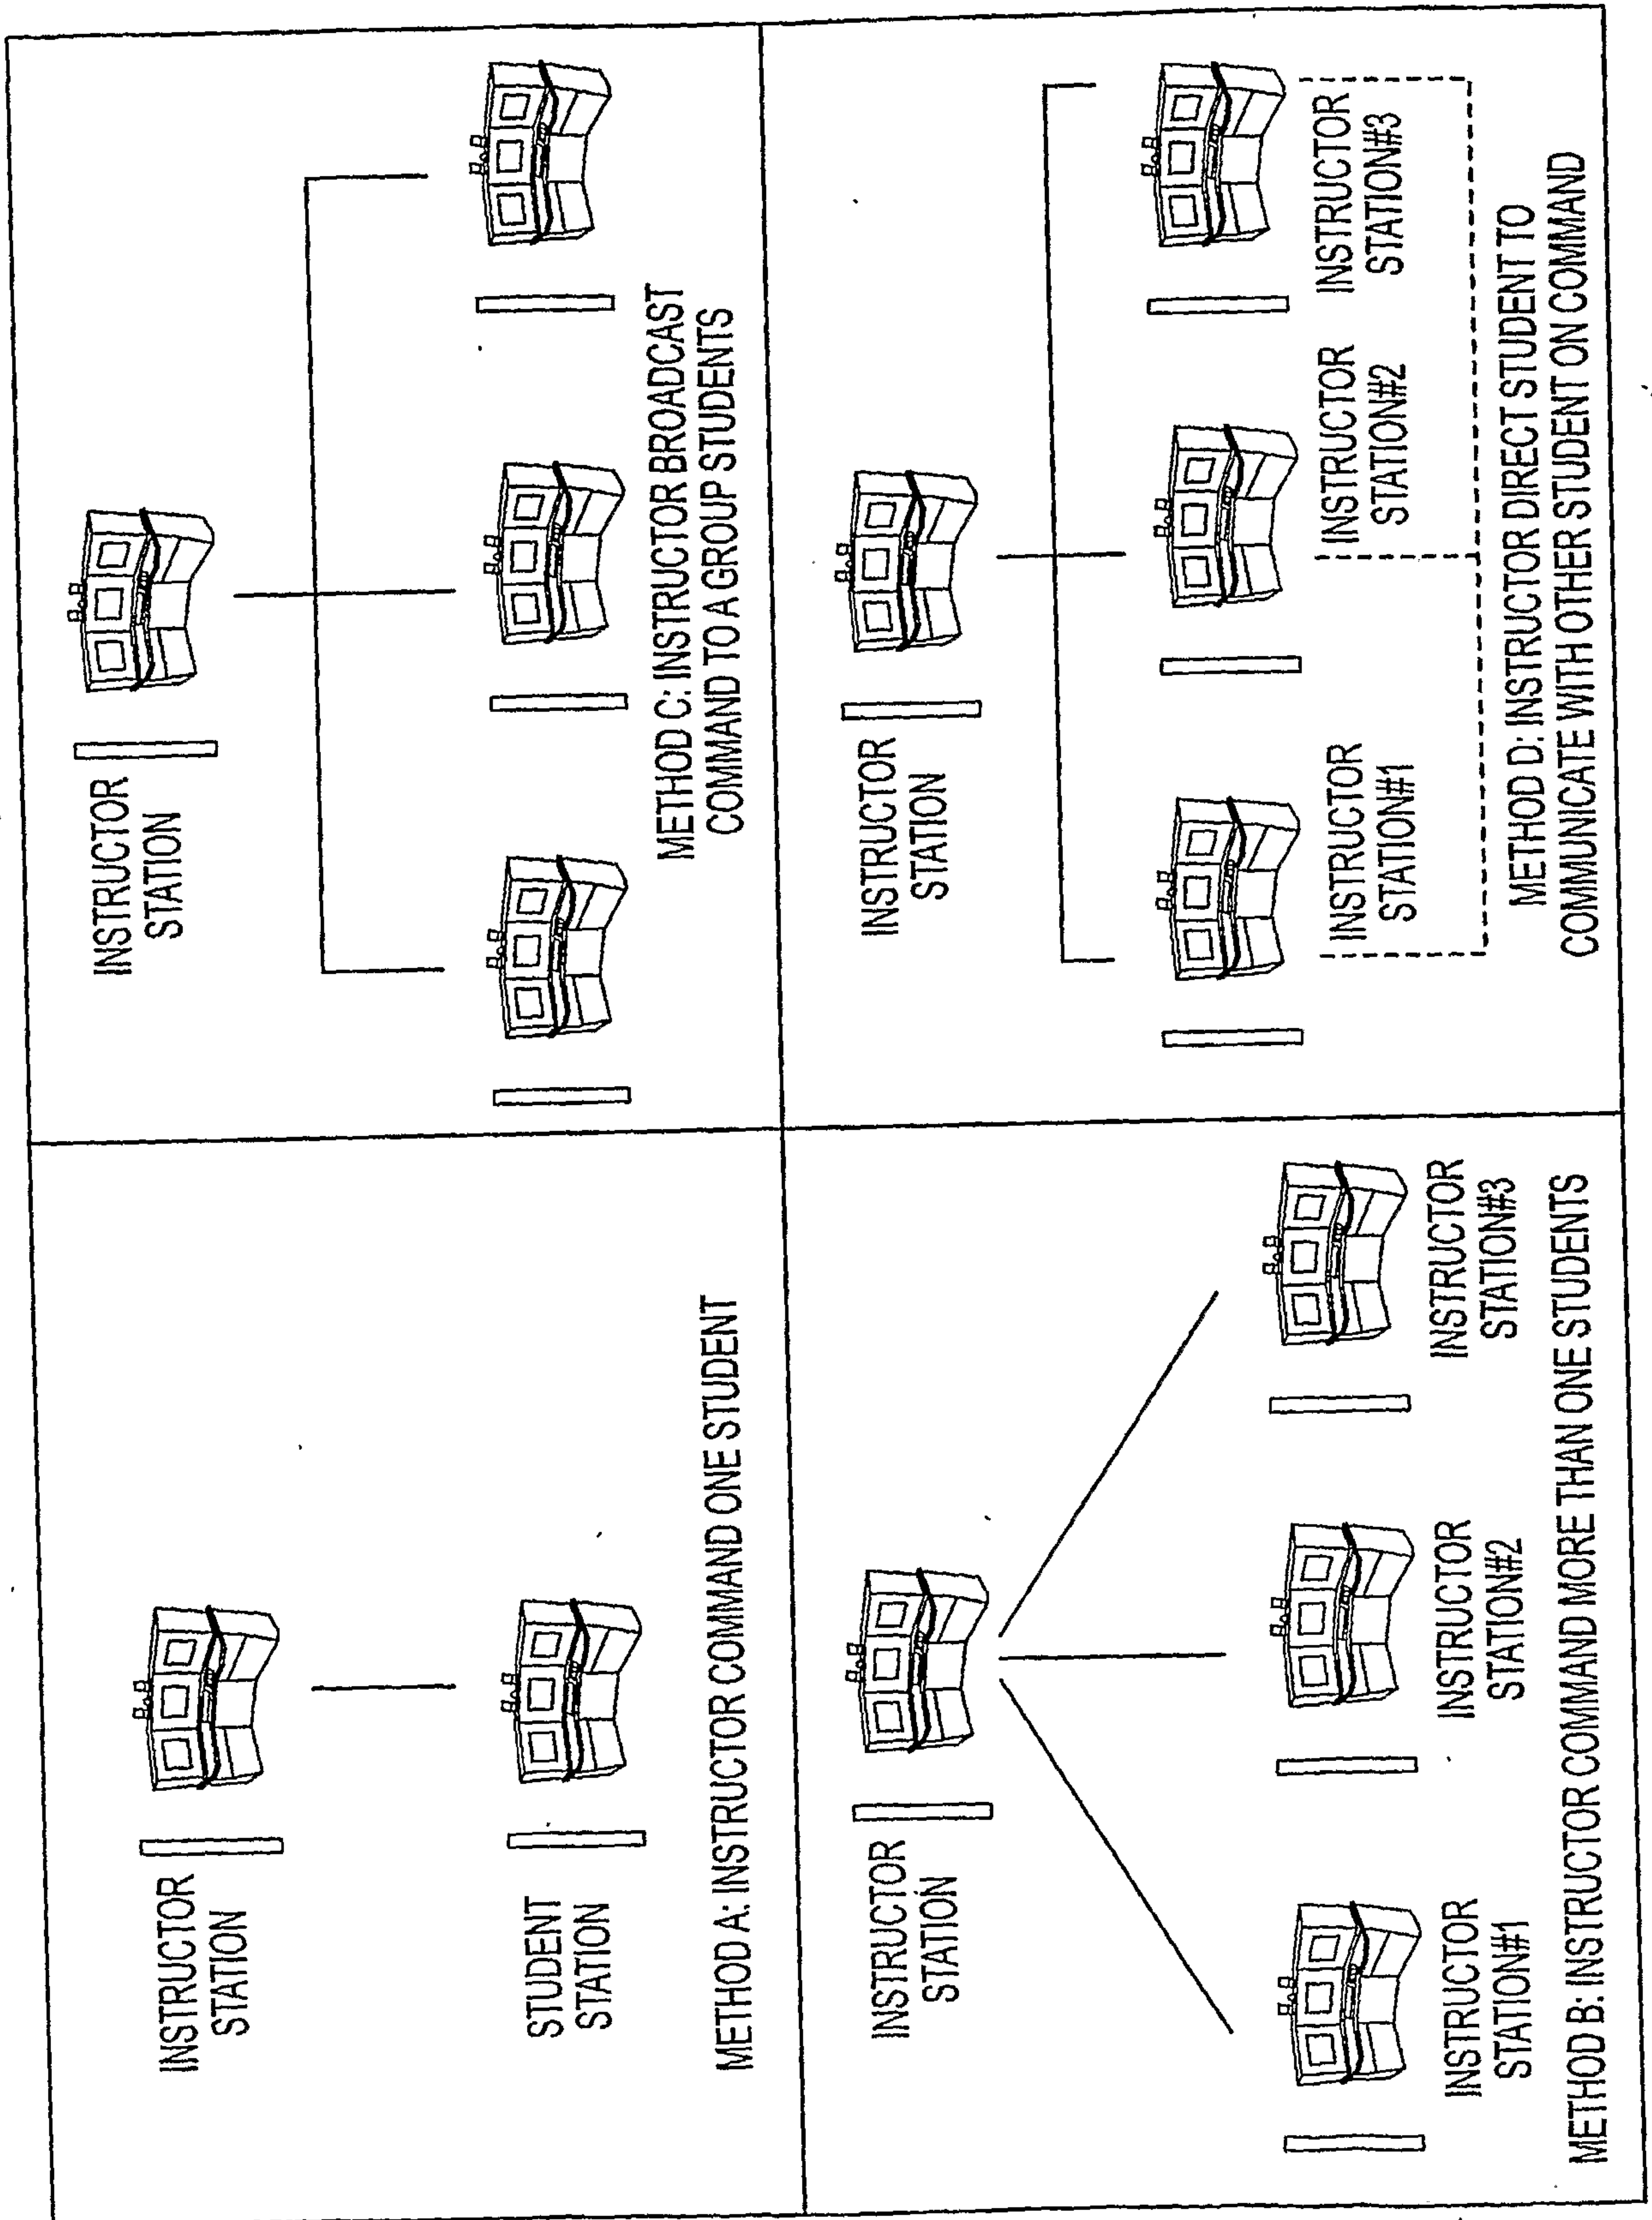 INSTRUCTOR
STATION
STUDENT
STATION
METHOD A: INSTRUCTOR COMMAND ONE STUDENT
INSTRUCTOR
STATION
METHOD C: INSTRUCTOR BROADCAST
COMMAND TO A GROUP STUDENTS
INSTRUCTOR
STATION
INSTRUCTOR
STATION#1
INSTRUCTOR
STATION#2
INSTRUCTOR
STATION#3
METHOD B: INSTRUCTOR COMMAND MORE THAN ONE STUDENTS
INSTRUCTOR
STATION
INSTRUCTOR
STATION#1
INSTRUCTOR
STATION#2
INSTRUCTOR
STATION#3
METHOD D: INSTRUCTOR DIRECT STUDENT TO
COMMUNICATE WITH OTHER STUDENT ON COMMAND